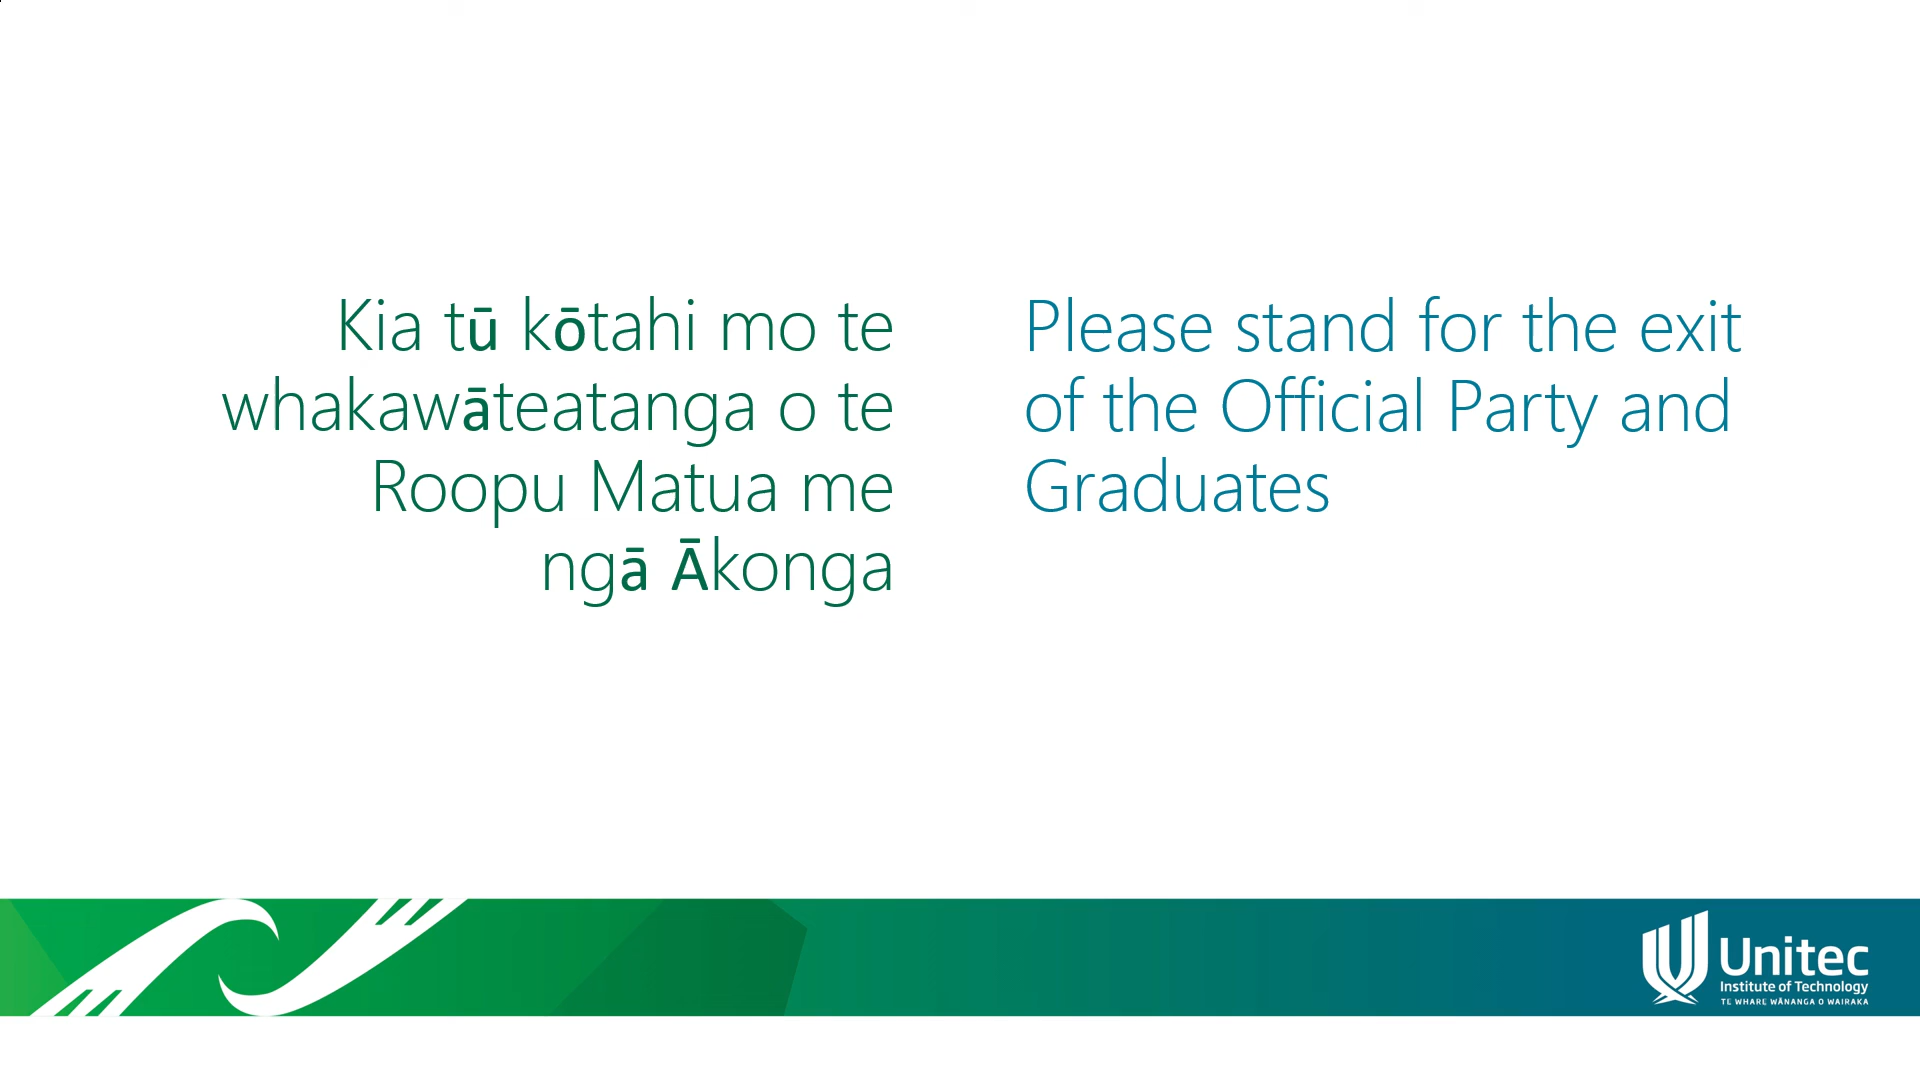 Kia tū kōtahi mo te
whakawāteatanga o te
Roopu Matua me
ngā Ākonga
Please stand for the exit
of the Official Party and
Graduates
Unitec
Institute of Technology
TE WHARE WĀNANGA O WAIRAKA